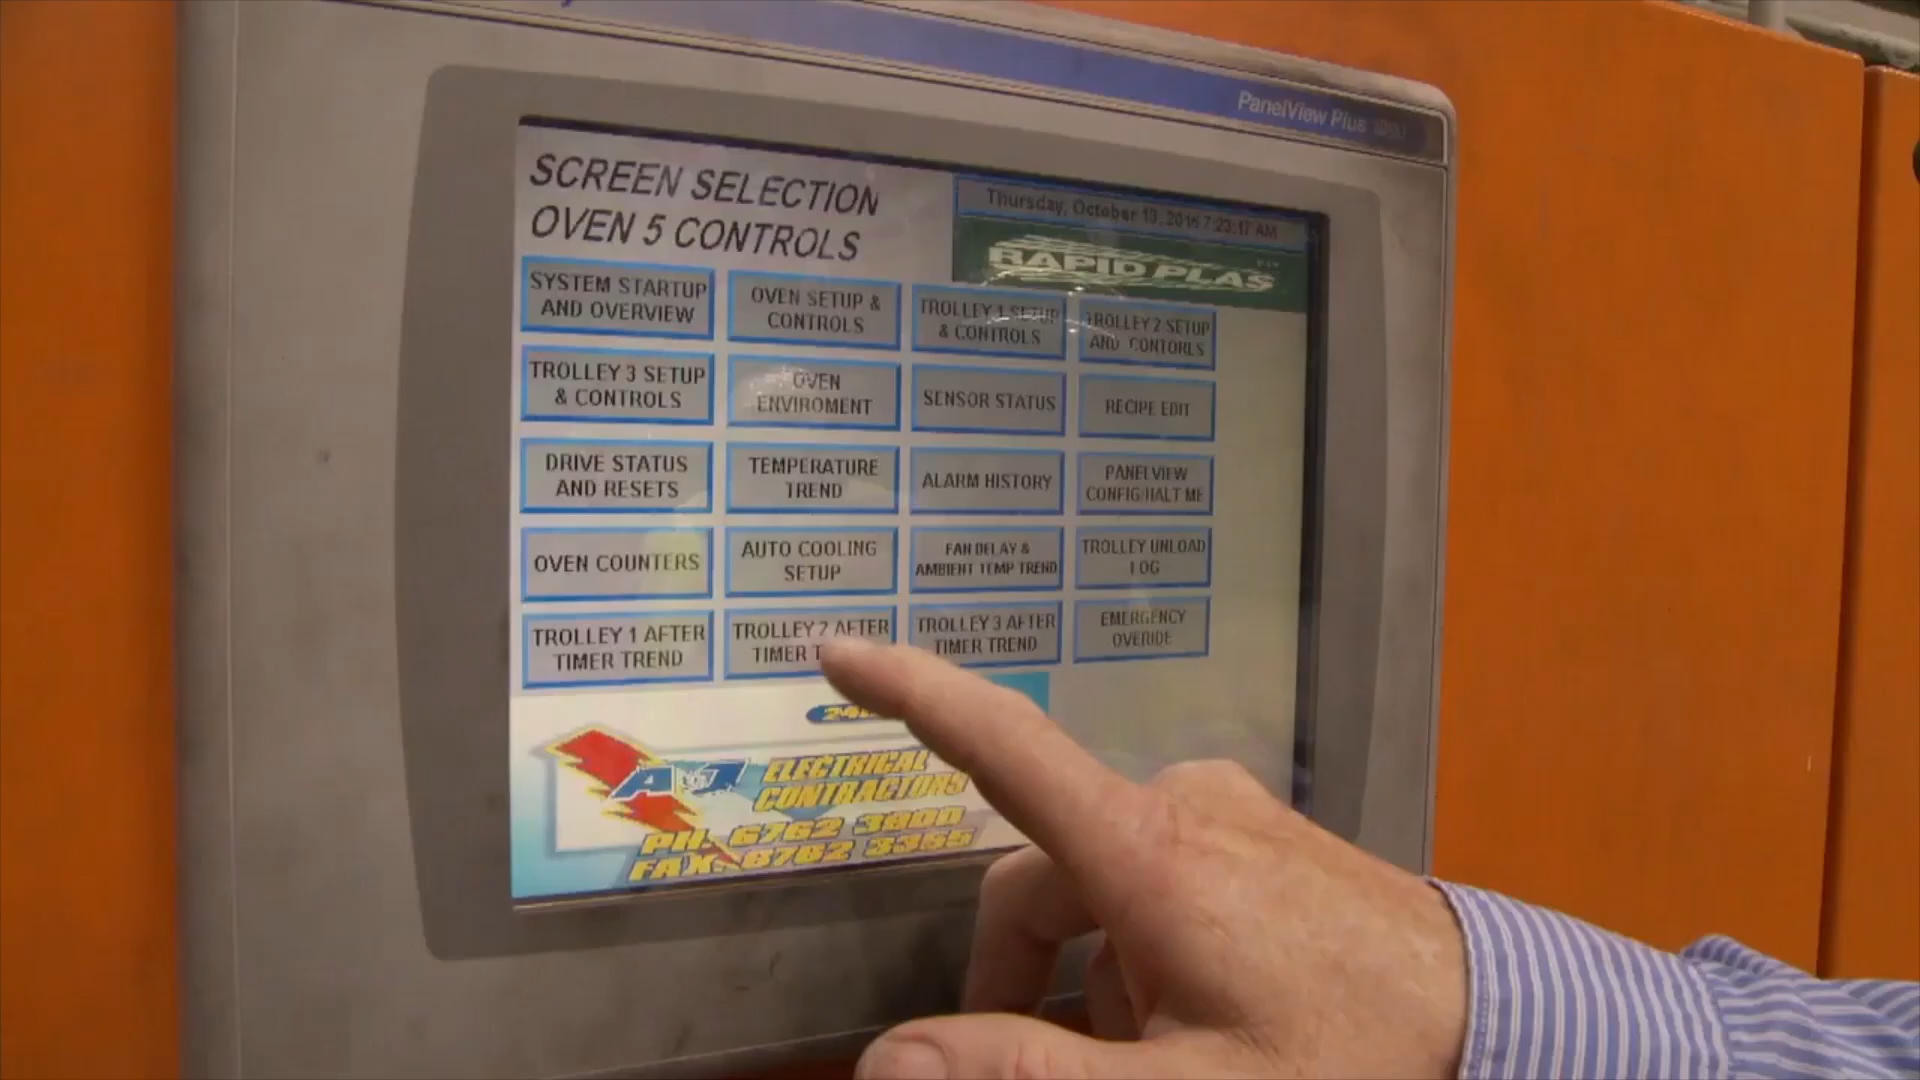 PanelView Plus
SCREEN SELECTION
OVEN 5 CONTROLS
Thursday, October 13, 2016 7:23:17 AM
RAPID PLAS
SYSTEM STARTUP
AND OVERVIEW
OVEN SETUP &
CONTROLS
TROLLEY 1 SETUP
& CONTROLS
TROLLEY 2 SETUP
AND CONTORLS
TROLLEY 3 SETUP
& CONTROLS
OVEN
ENVIROMENT
SENSOR STATUS
RECIPE EDIT
DRIVE STATUS
AND RESETS
TEMPERATURE
TREND
ALARM HISTORY
PANELVIEW
CONFIG/HALT ME
OVEN COUNTERS
AUTO COOLING
SETUP
FAN DELAY &
AMBIENT TEMP TREND
TROLLEY UNLOAD
LOG
TROLLEY 1 AFTER
TIMER TREND
TROLLEY 2 AFTER
TIMER
TROLLEY 3 AFTER
TIMER TREND
EMERGENCY
OVERIDE
A J ELECTRICAL
CONTRACTORS
PH. 6762 3900
FAX. 6762 3365